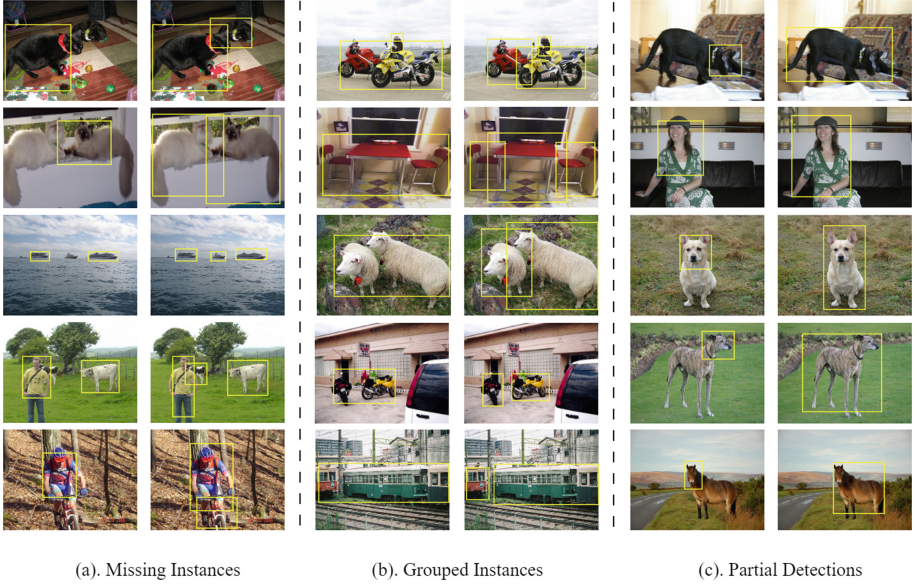 (a). Missing Instances
(b). Grouped Instances
(c). Partial Detections